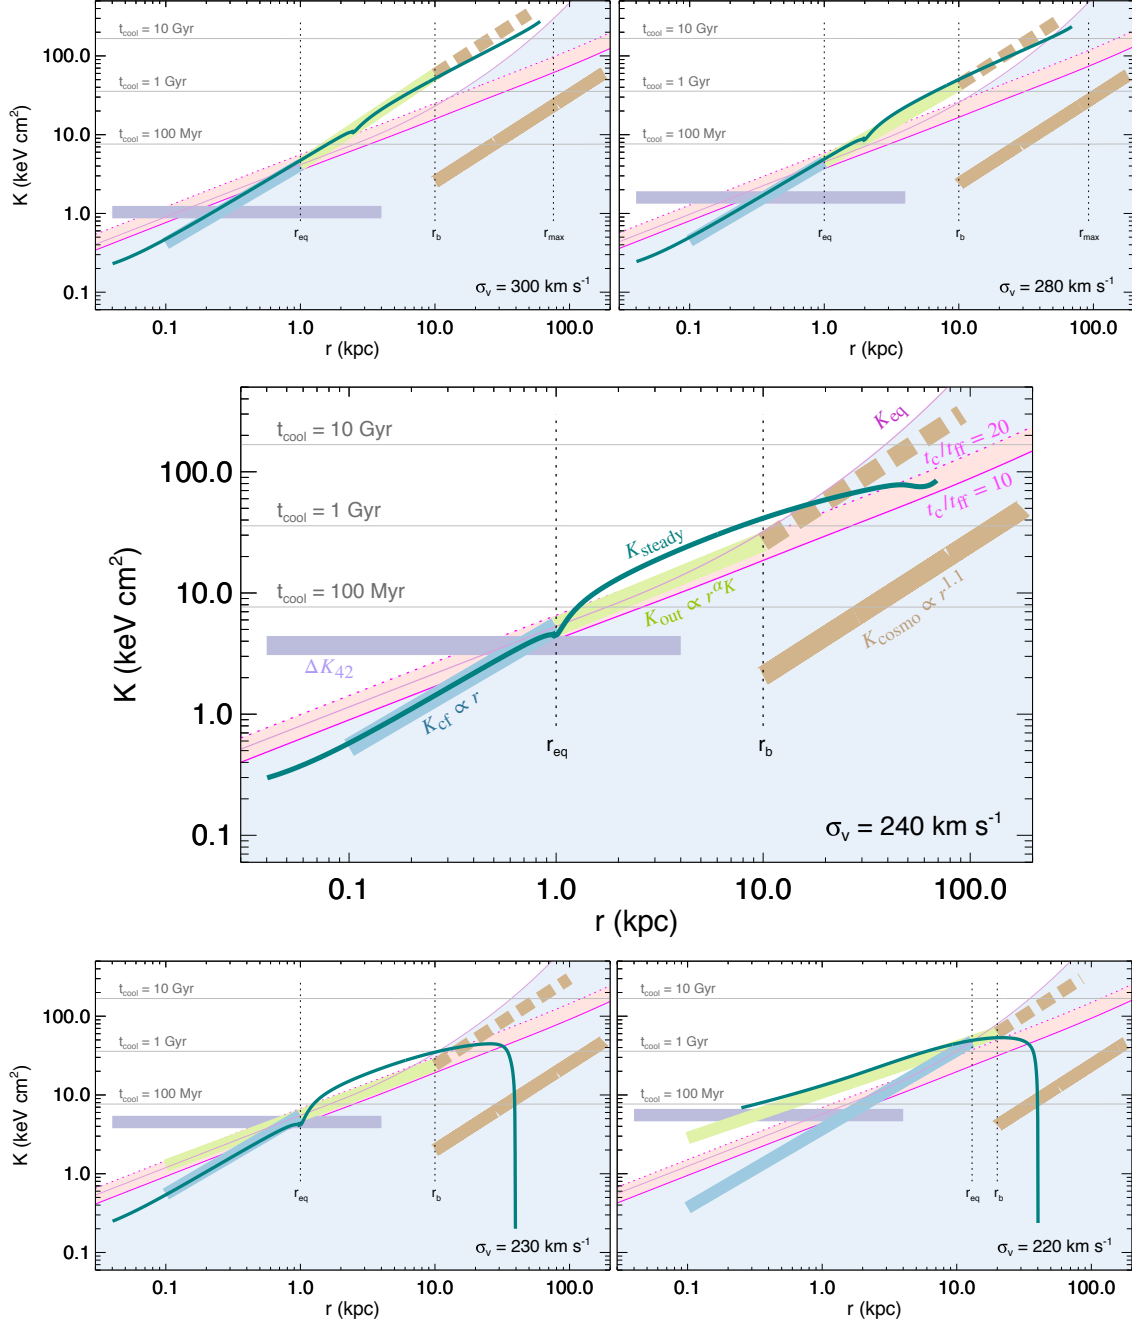 K (keV cm²)
100.0
10.0
1.0
0.1
t_cool = 10 Gyr
t_cool = 1 Gyr
t_cool = 100 Myr
r_eq
r_b
r_max
σ_v = 300 km s⁻¹
0.1 1.0 10.0 100.0
r (kpc)
t_cool = 10 Gyr
t_cool = 1 Gyr
t_cool = 100 Myr
r_eq
r_b
r_max
σ_v = 280 km s⁻¹
0.1 1.0 10.0 100.0
r (kpc)
K (keV cm²)
100.0
10.0
1.0
0.1
t_cool = 10 Gyr
t_cool = 1 Gyr
t_cool = 100 Myr
K_eq
t_c/t_ff = 20
t_c/t_ff = 10
K_steady
K_out ∝ r^α_K
K_cosmo ∝ r^1.1
ΔK_42
K_cf ∝ r
r_eq
r_b
σ_v = 240 km s⁻¹
0.1 1.0 10.0 100.0
r (kpc)
K (keV cm²)
100.0
10.0
1.0
0.1
t_cool = 10 Gyr
t_cool = 1 Gyr
t_cool = 100 Myr
r_eq
r_b
σ_v = 230 km s⁻¹
0.1 1.0 10.0 100.0
r (kpc)
t_cool = 10 Gyr
t_cool = 1 Gyr
t_cool = 100 Myr
r_eq
r_b
σ_v = 220 km s⁻¹
0.1 1.0 10.0 100.0
r (kpc)